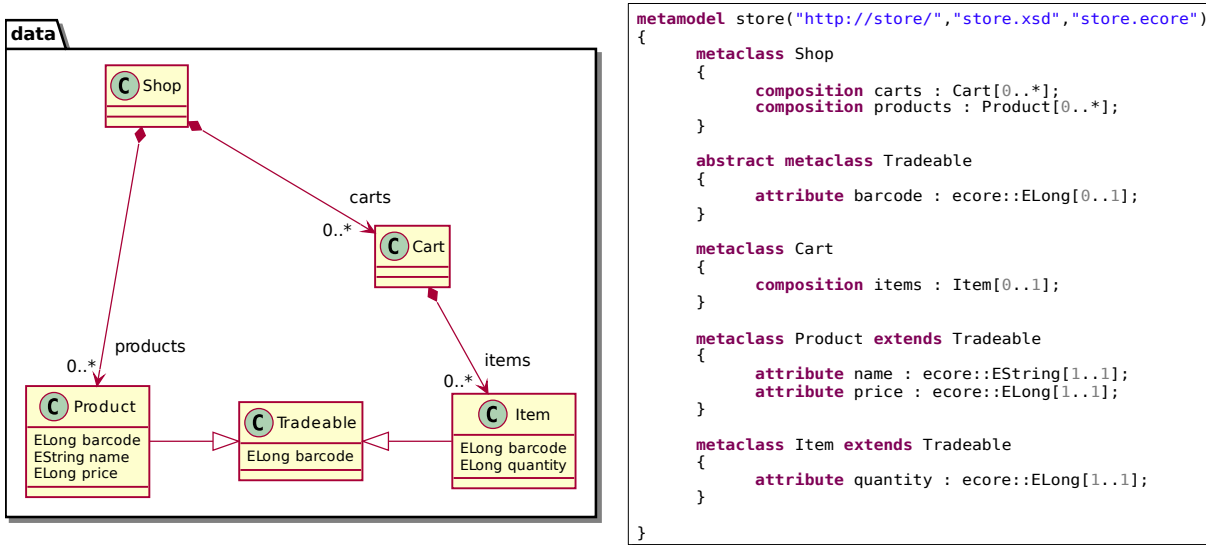 data
C Shop
carts
0..*
C Cart
products
0..*
items
0..*
C Product
ELong barcode
EString name
ELong price
C Tradeable
ELong barcode
C Item
ELong barcode
ELong quantity
metamodel store("http://store/","store.xsd","store.ecore")
{
metaclass Shop
{
composition carts : Cart[0..*];
composition products : Product[0..*];
}
abstract metaclass Tradeable
{
attribute barcode : ecore::ELong[0..1];
}
metaclass Cart
{
composition items : Item[0..1];
}
metaclass Product extends Tradeable
{
attribute name : ecore::EString[1..1];
attribute price : ecore::ELong[1..1];
}
metaclass Item extends Tradeable
{
attribute quantity : ecore::ELong[1..1];
}
}